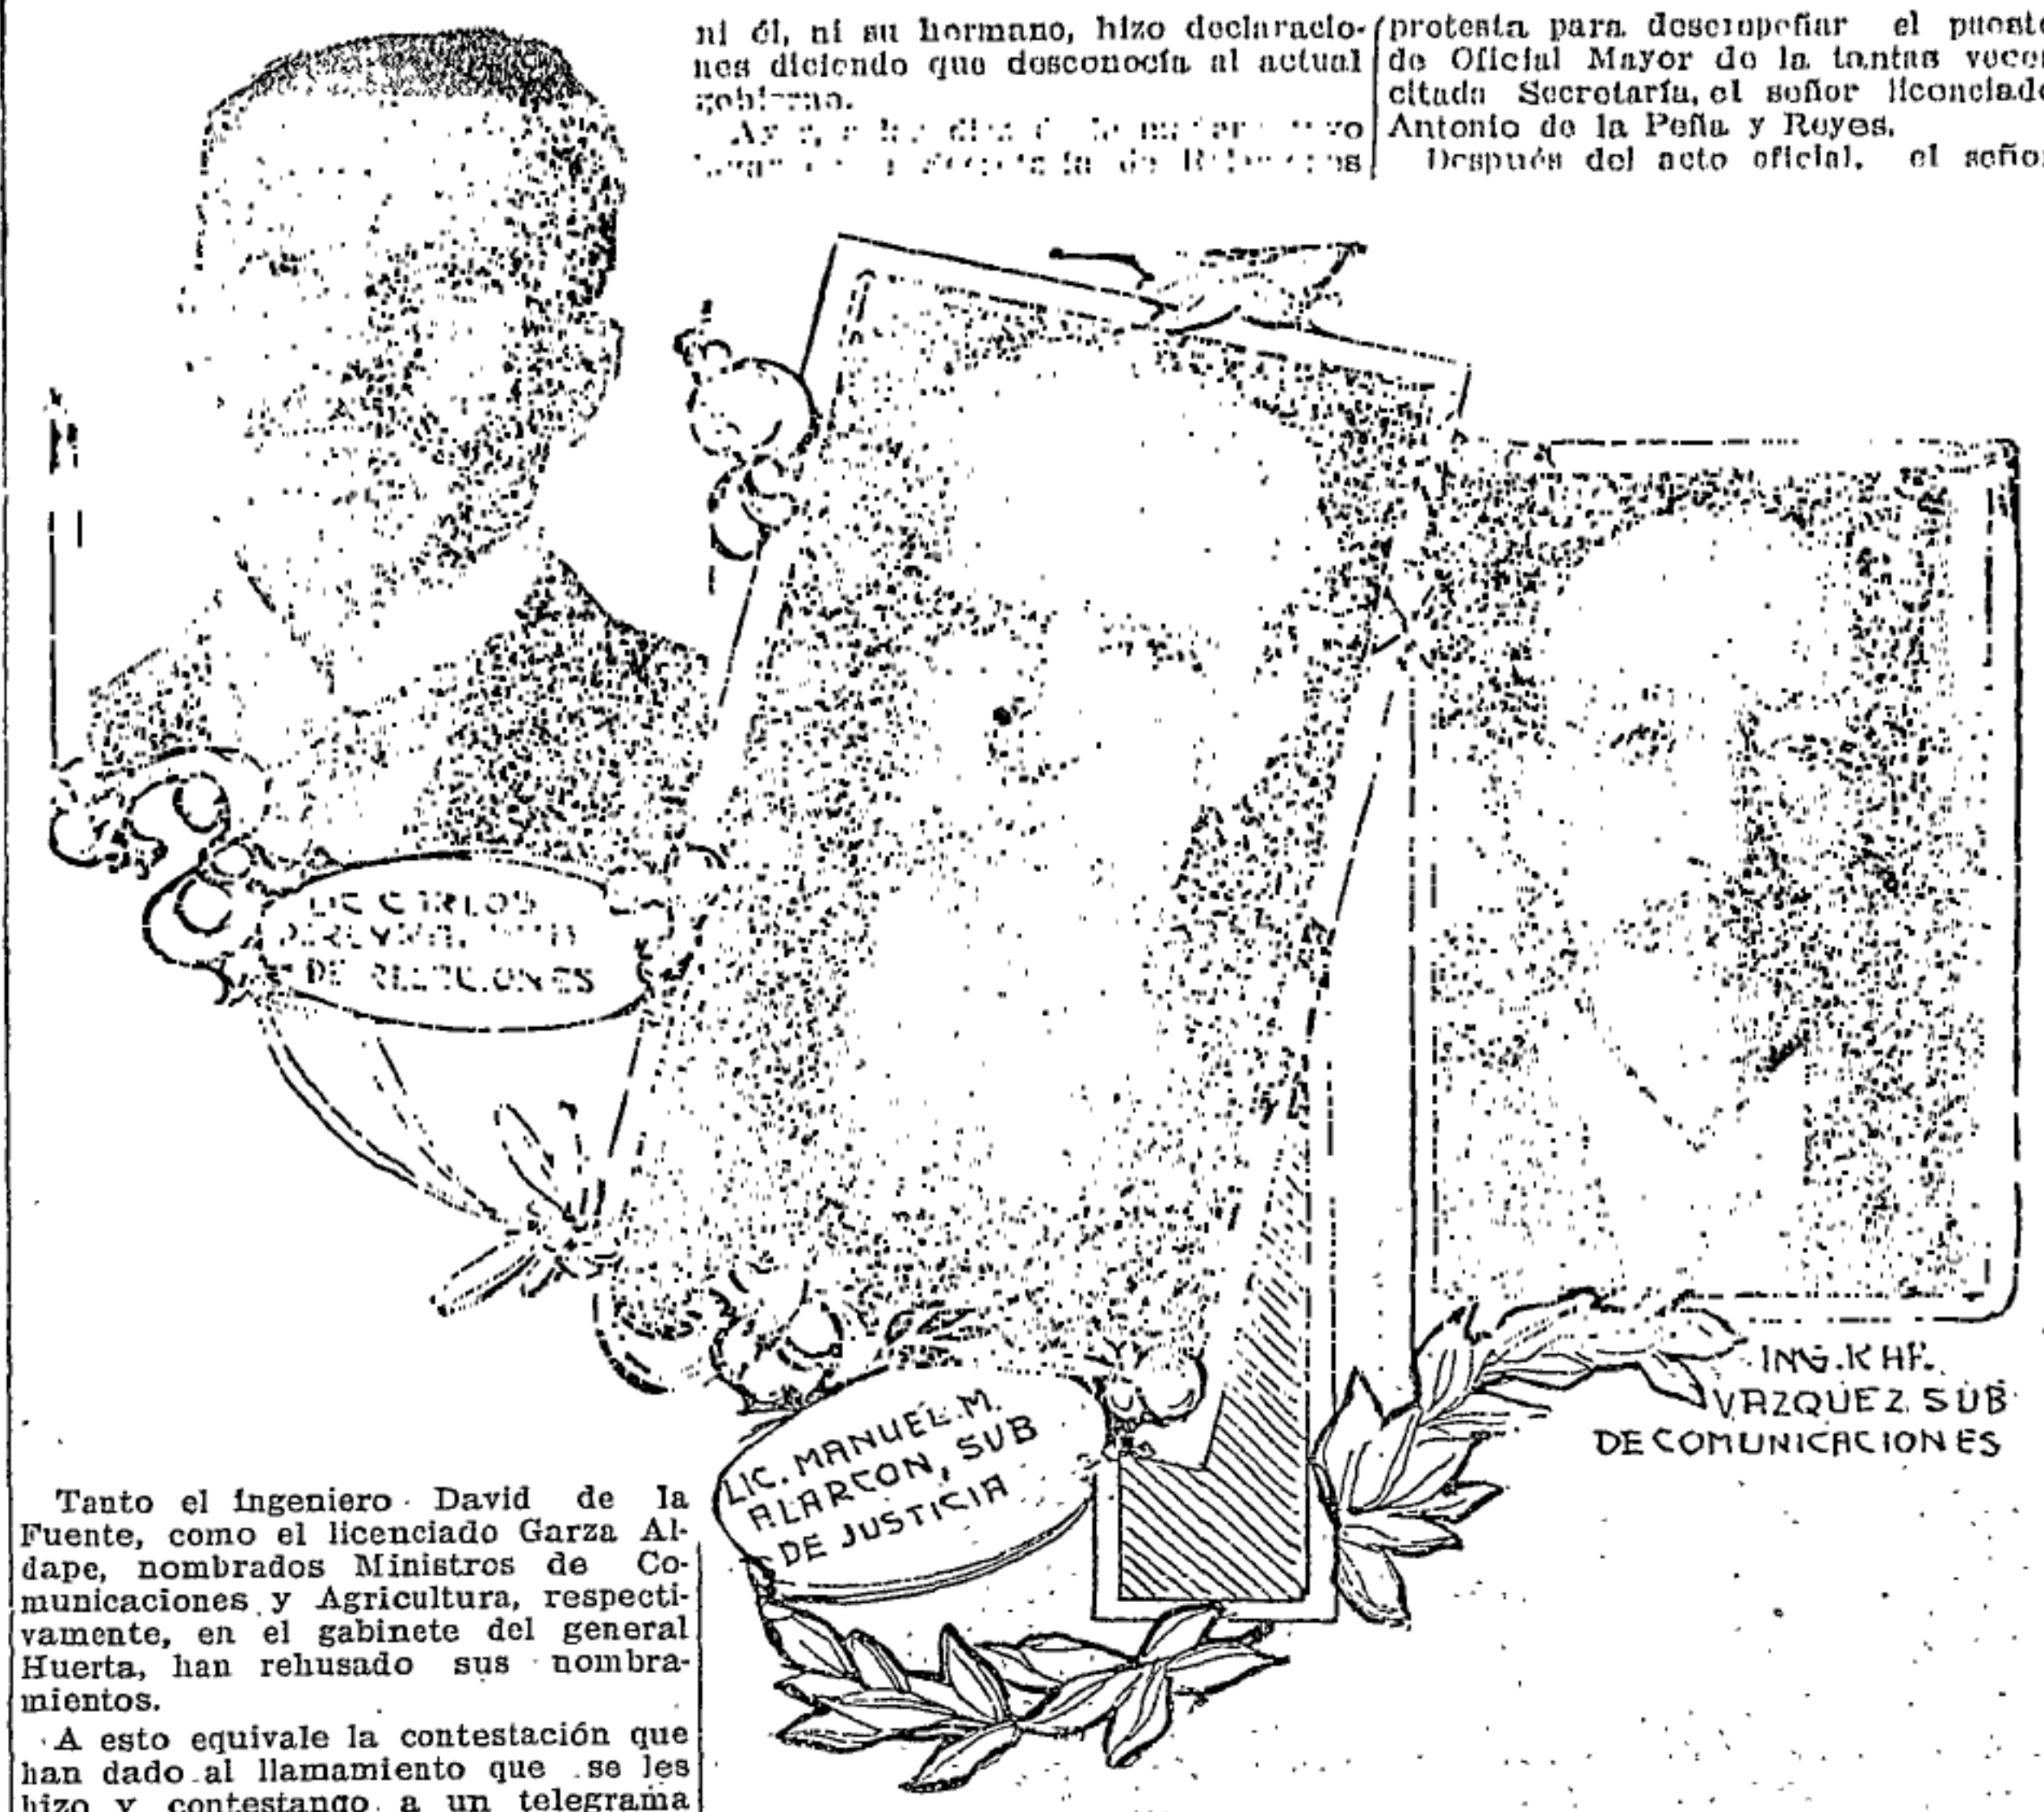 ni él, ni su hermano, hizo declaracio-
nes diciendo que desconocía al actual
gobierno.
de
protesta para desempeñar el puesto
de Oficial Mayor de la tantas veces
citada Secretaría, el señor licenciado
Antonio de la Peña y Reyes.
Después del acto oficial, el señor
LIC CARLOS
DE RELACIONES
LIC. MANUEL. M.
ALARCON, SUB
DE JUSTICIA
ING.
VAZQUEZ. SUB
DE COMUNICACIONES
Tanto el ingeniero David de la
Fuente, como el licenciado Garza Al-
dape, nombrados Ministros de Co-
municaciones y Agricultura, respecti-
vamente, en el gabinete del general
Huerta, han rehusado sus nombra-
mientos.
A esto equivale la contestación que
han dado al llamamiento que se les
hizo y contestando a un telegrama